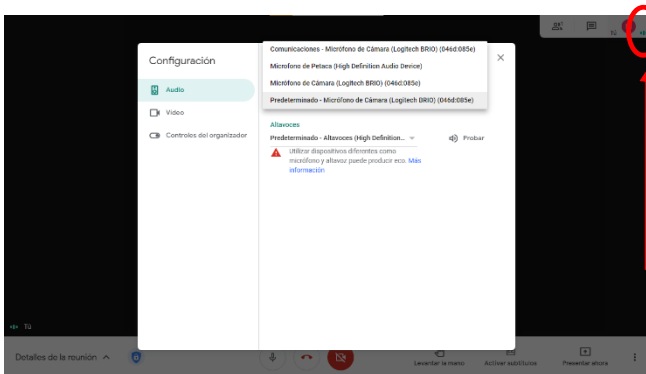 Tú
Configuración
Audio
Vídeo
Controles del organizador
Comunicaciones - Micrófono de Cámara (Logitech BRIO) (046d:085e)
Microfono de Petaca (High Definition Audio Device)
Micrófono de Cámara (Logitech BRIO) (046d:085e)
Predeterminado - Micrófono de Cámara (Logitech BRIO) (046d:085e)
Altavoces
Predeterminado - Altavoces (High Definition...
Probar
Utilizar dispositivos diferentes como
micrófono y altavoz puede producir eco. Más
información
Tú
Detalles de la reunión
Levantar la mano
Activar subtítulos
Presentar ahora